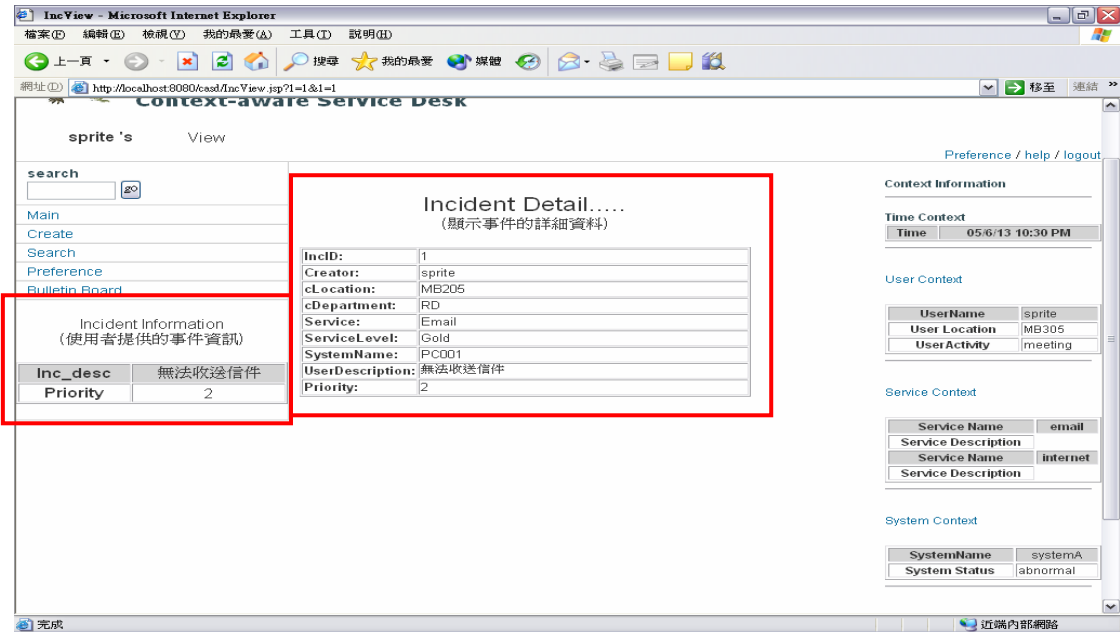 IncView - Microsoft Internet Explorer
檔案(F) 編輯(E) 檢視(V) 我的最愛(A) 工具(T) 說明(H)
上一頁 搜尋 我的最愛 媒體
網址(D) http://localhost:8080/casd/IncView.jsp?1=1&1=1 移至 連結 »
Context-aware Service Desk
sprite 's View
Preference / help / logout
search
go
Main
Create
Search
Preference
Bulletin Board
Incident Information
(使用者提供的事件資訊)
Inc_desc 無法收送信件
Priority 2
Incident Detail.....
(顯示事件的詳細資料)
IncID: 1
Creator: sprite
cLocation: MB205
cDepartment: RD
Service: Email
ServiceLevel: Gold
SystemName: PC001
UserDescription: 無法收送信件
Priority: 2
Context Information
Time Context
Time 05/6/13 10:30 PM
User Context
UserName sprite
User Location MB305
UserActivity meeting
Service Context
Service Name email
Service Description
Service Name internet
Service Description
System Context
SystemName systemA
System Status abnormal
完成 近端內部網路